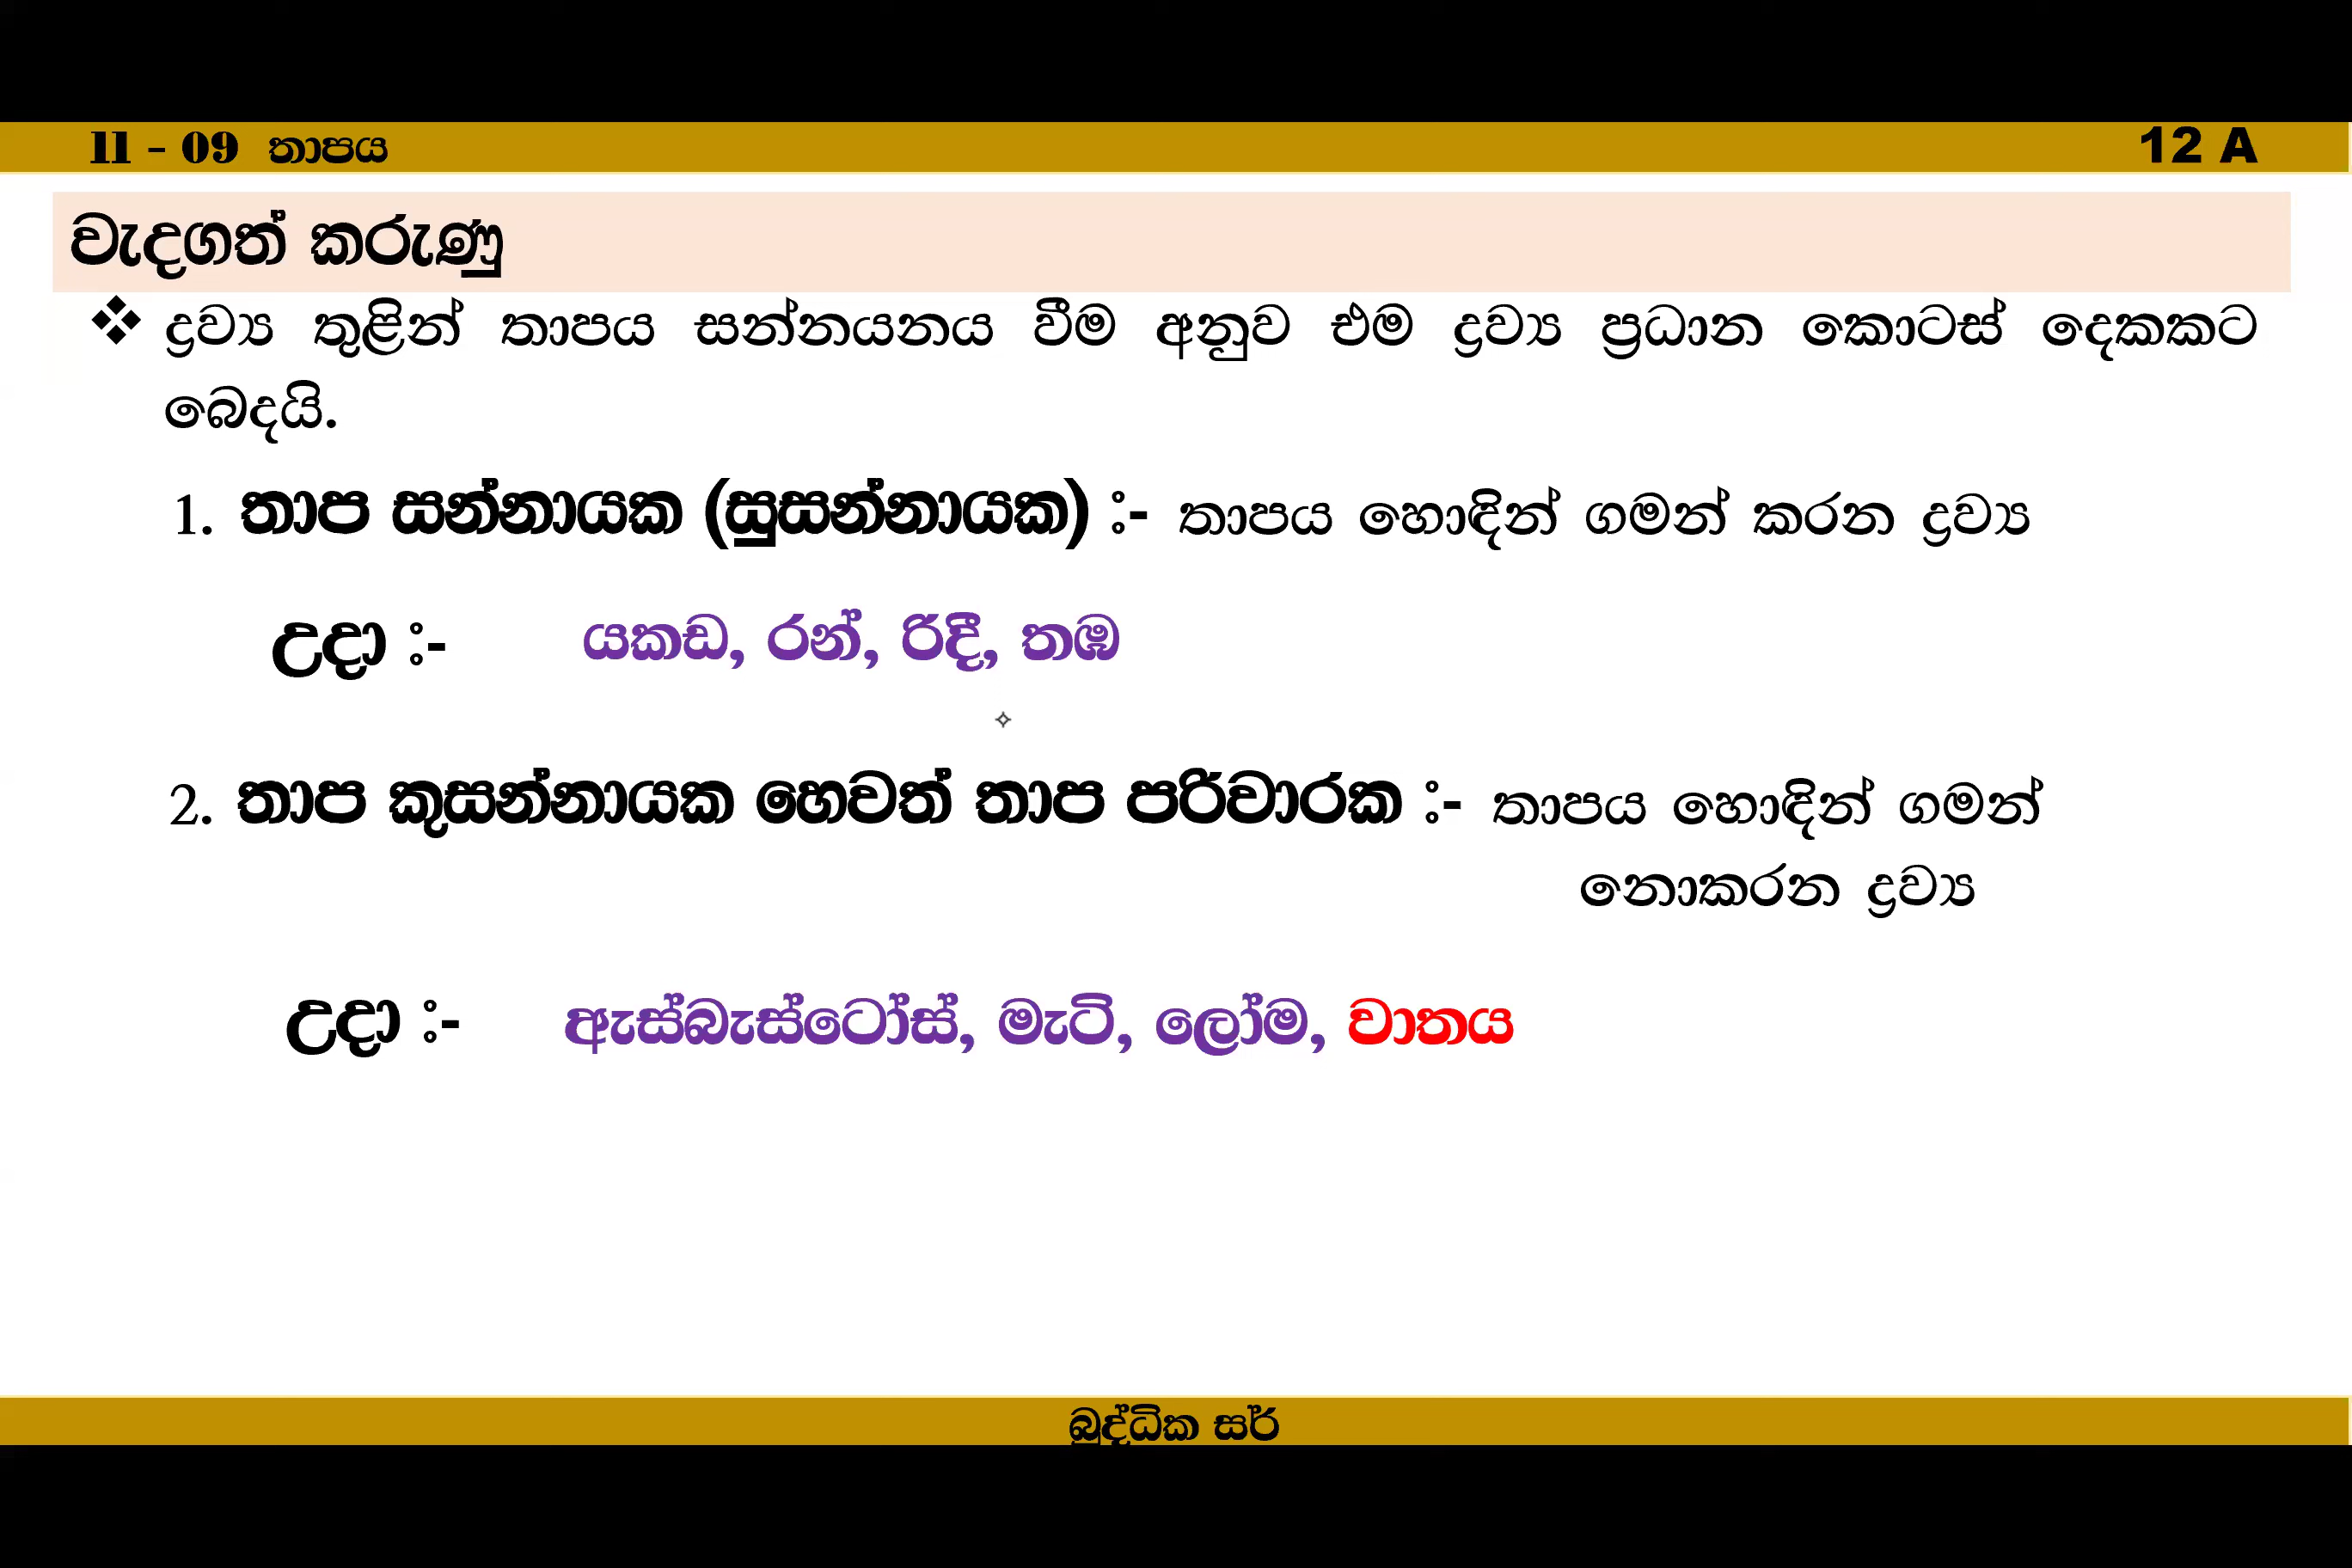 11 – 09 තාපය
12 A
වැදගත් කරුණු
❖ ද්‍රව්‍ය තුළින් තාපය සන්නයනය වීම අනුව එම ද්‍රව්‍ය ප්‍රධාන කොටස් දෙකකට
බෙදයි.
1. තාප සන්නායක (සුසන්නායක) :- තාපය හොඳින් ගමන් කරන ද්‍රව්‍ය
උදා :- යකඩ, රන්, රිදී, තඹ
2. තාප කුසන්නායක හෙවත් තාප පරිවාරක :- තාපය හොඳින් ගමන්
නොකරන ද්‍රව්‍ය
උදා :- ඇස්බැස්ටෝස්, මැටි, ලෝම, වාතය
බුද්ධික සර්